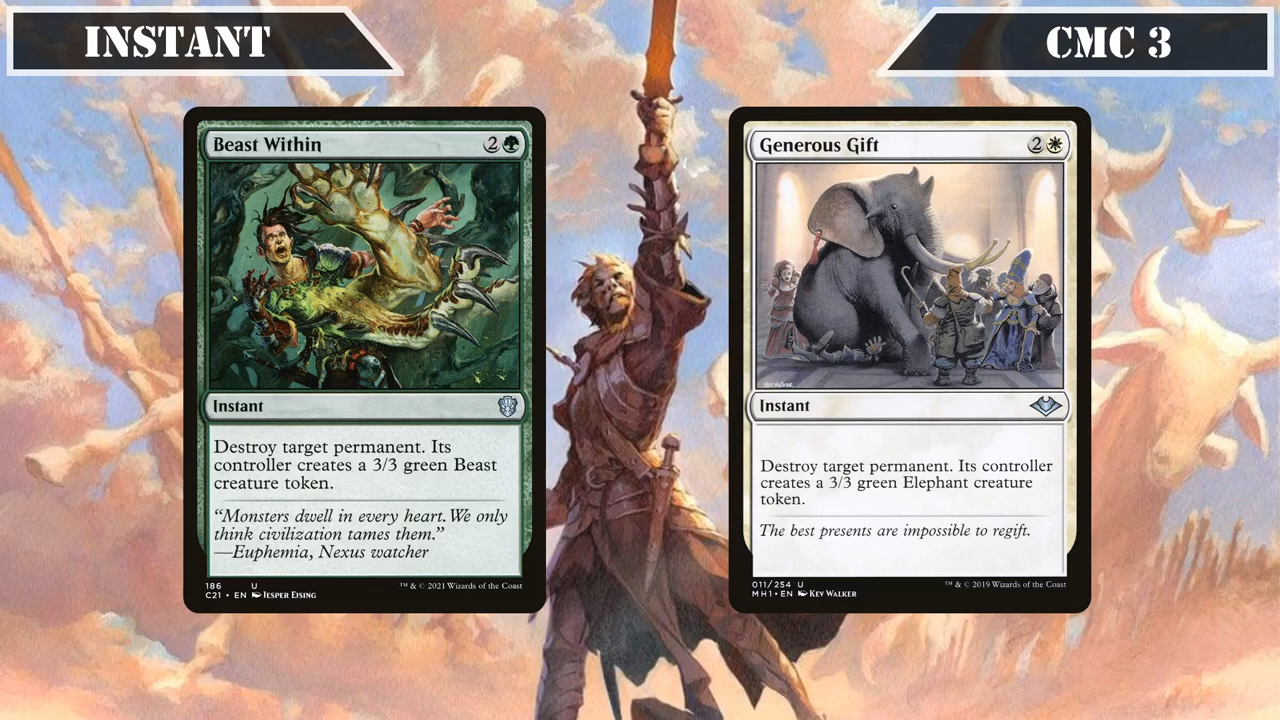 INSTANT
CMC 3
Beast Within
2
Instant
Destroy target permanent. Its
controller creates a 3/3 green Beast
creature token.
“Monsters dwell in every heart. We only
think civilization tames them.”
—Euphemia, Nexus watcher
186 U
™ & © 2021 Wizards of the Coast
C21 • EN Jesper Eising
Generous Gift
2
Instant
Destroy target permanent. Its controller
creates a 3/3 green Elephant creature
token.
The best presents are impossible to regift.
011/254 U
™ & © 2019 Wizards of the Coast
MH1 • EN Kev Walker